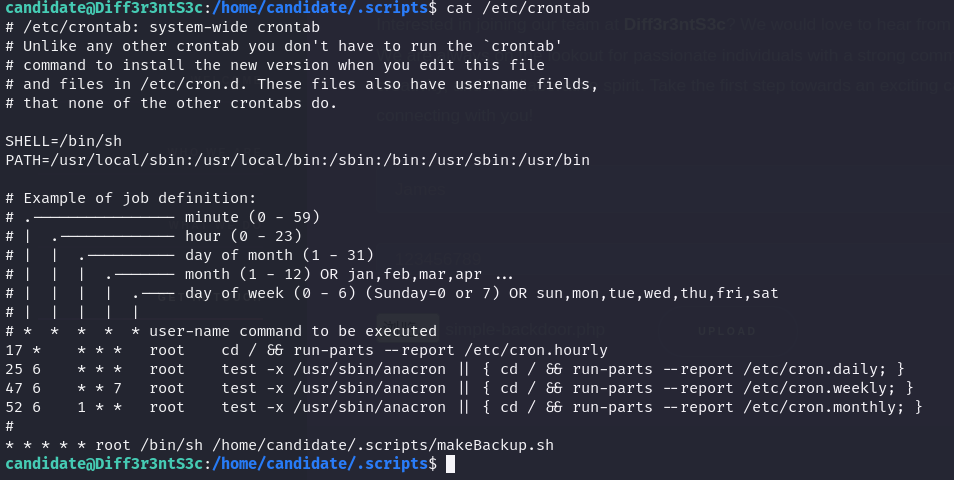 candidate@Diff3r3ntS3c:/home/candidate/.scripts$ cat /etc/crontab
# /etc/crontab: system-wide crontab
# Unlike any other crontab you don't have to run the `crontab'
# command to install the new version when you edit this file
# and files in /etc/cron.d. These files also have username fields,
# that none of the other crontabs do.

SHELL=/bin/sh
PATH=/usr/local/sbin:/usr/local/bin:/sbin:/bin:/usr/sbin:/usr/bin

# Example of job definition:
# .---------------- minute (0 - 59)
# |  .------------- hour (0 - 23)
# |  |  .---------- day of month (1 - 31)
# |  |  |  .------- month (1 - 12) OR jan,feb,mar,apr ...
# |  |  |  |  .---- day of week (0 - 6) (Sunday=0 or 7) OR sun,mon,tue,wed,thu,fri,sat
# |  |  |  |  |
# *  *  *  *  * user-name command to be executed
17 *    * * *   root    cd / && run-parts --report /etc/cron.hourly
25 6    * * *   root    test -x /usr/sbin/anacron || { cd / && run-parts --report /etc/cron.daily; }
47 6    * * 7   root    test -x /usr/sbin/anacron || { cd / && run-parts --report /etc/cron.weekly; }
52 6    1 * *   root    test -x /usr/sbin/anacron || { cd / && run-parts --report /etc/cron.monthly; }
#
* * * * * root /bin/sh /home/candidate/.scripts/makeBackup.sh
candidate@Diff3r3ntS3c:/home/candidate/.scripts$
UPLOAD